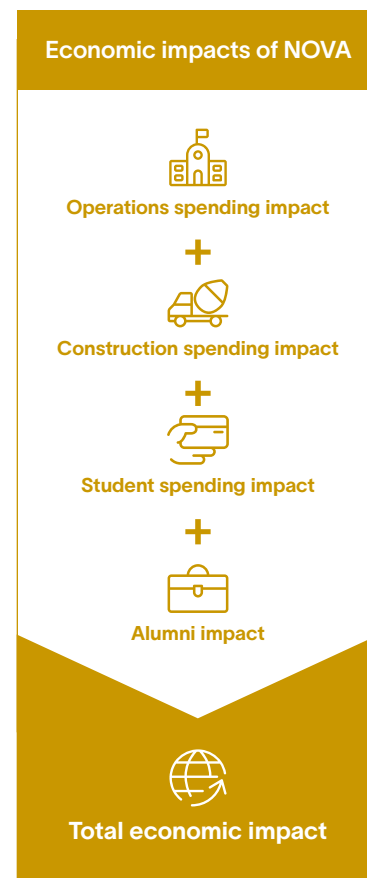 Economic impacts of NOVA
Operations spending impact
+
Construction spending impact
+
Student spending impact
+
Alumni impact
Total economic impact